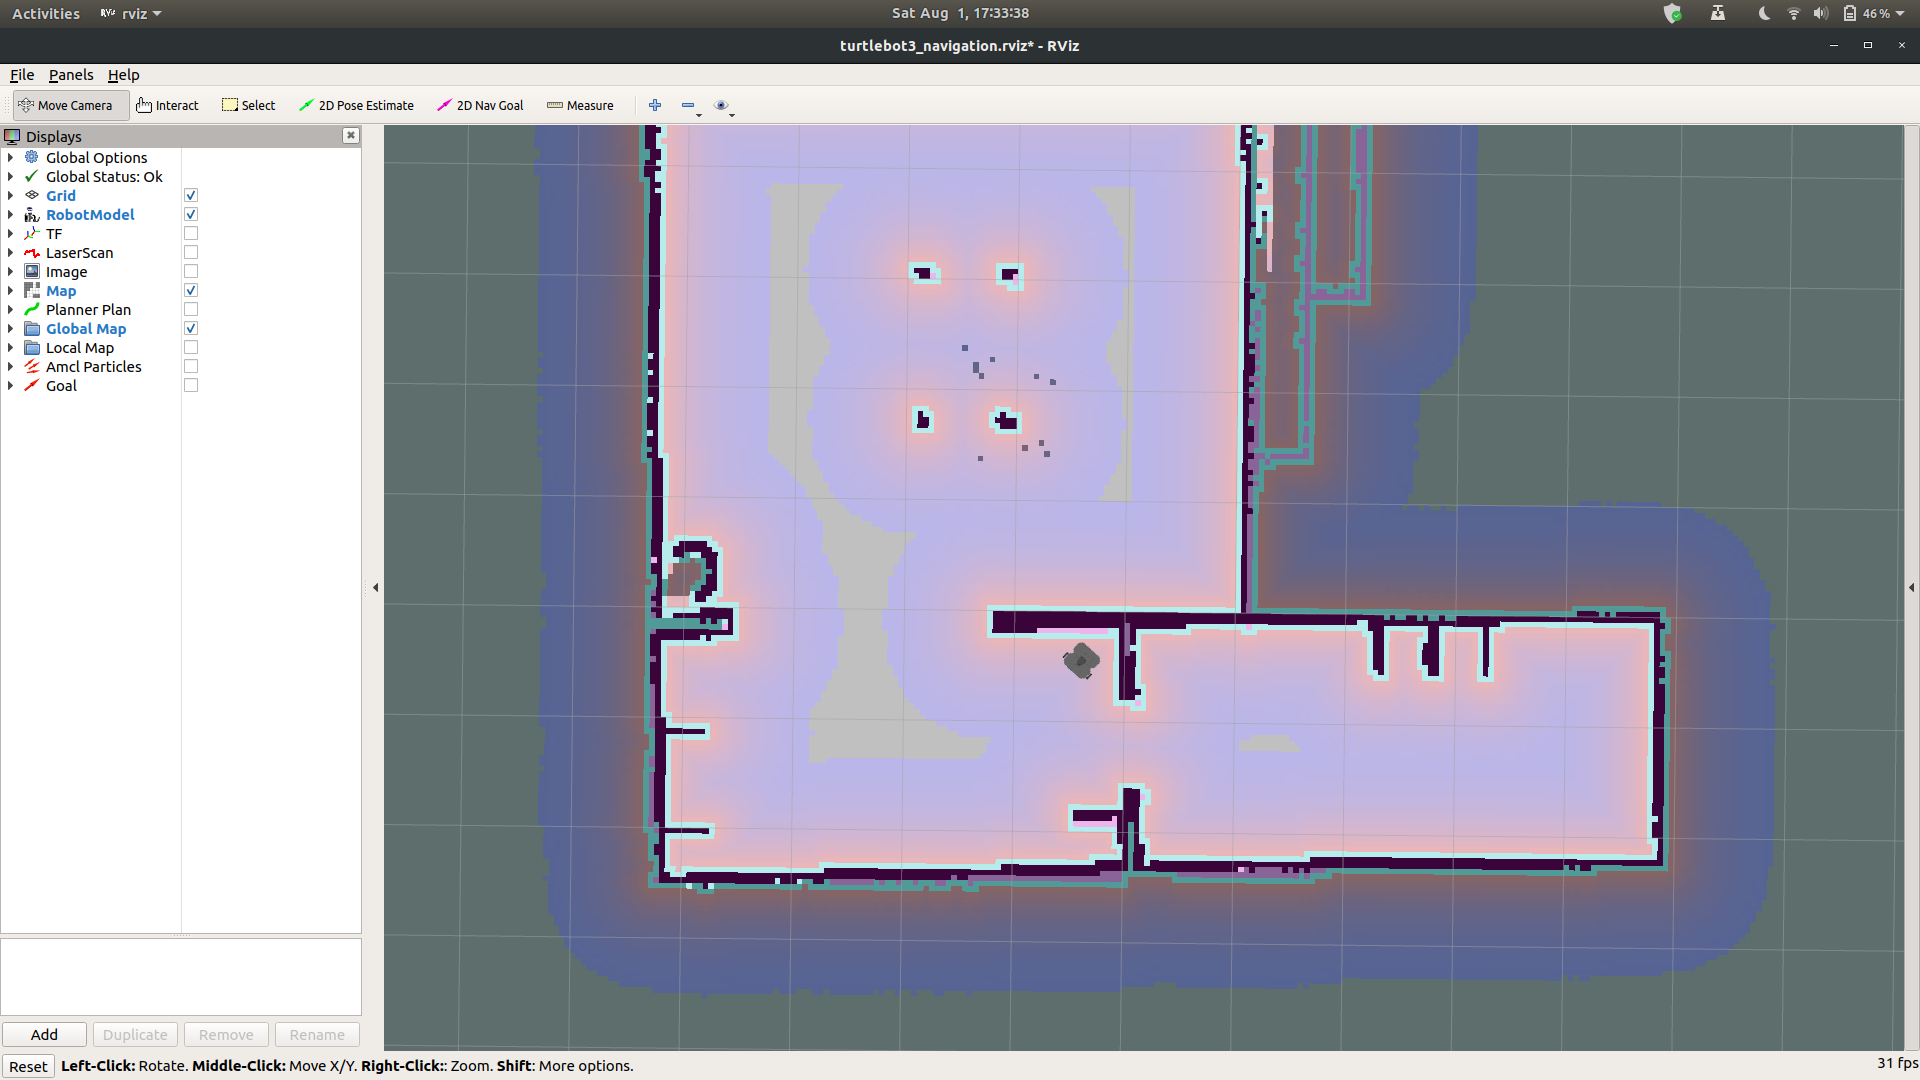 Activities
rviz
Sat Aug 1, 17:33:38
46 %
turtlebot3_navigation.rviz* - RViz
File Panels Help
Move Camera Interact Select 2D Pose Estimate 2D Nav Goal Measure
Displays
Global Options
Global Status: Ok
Grid
RobotModel
TF
LaserScan
Image
Map
Planner Plan
Global Map
Local Map
Amcl Particles
Goal
Add Duplicate Remove Rename
Reset Left-Click: Rotate. Middle-Click: Move X/Y. Right-Click:: Zoom. Shift: More options.
31 fps